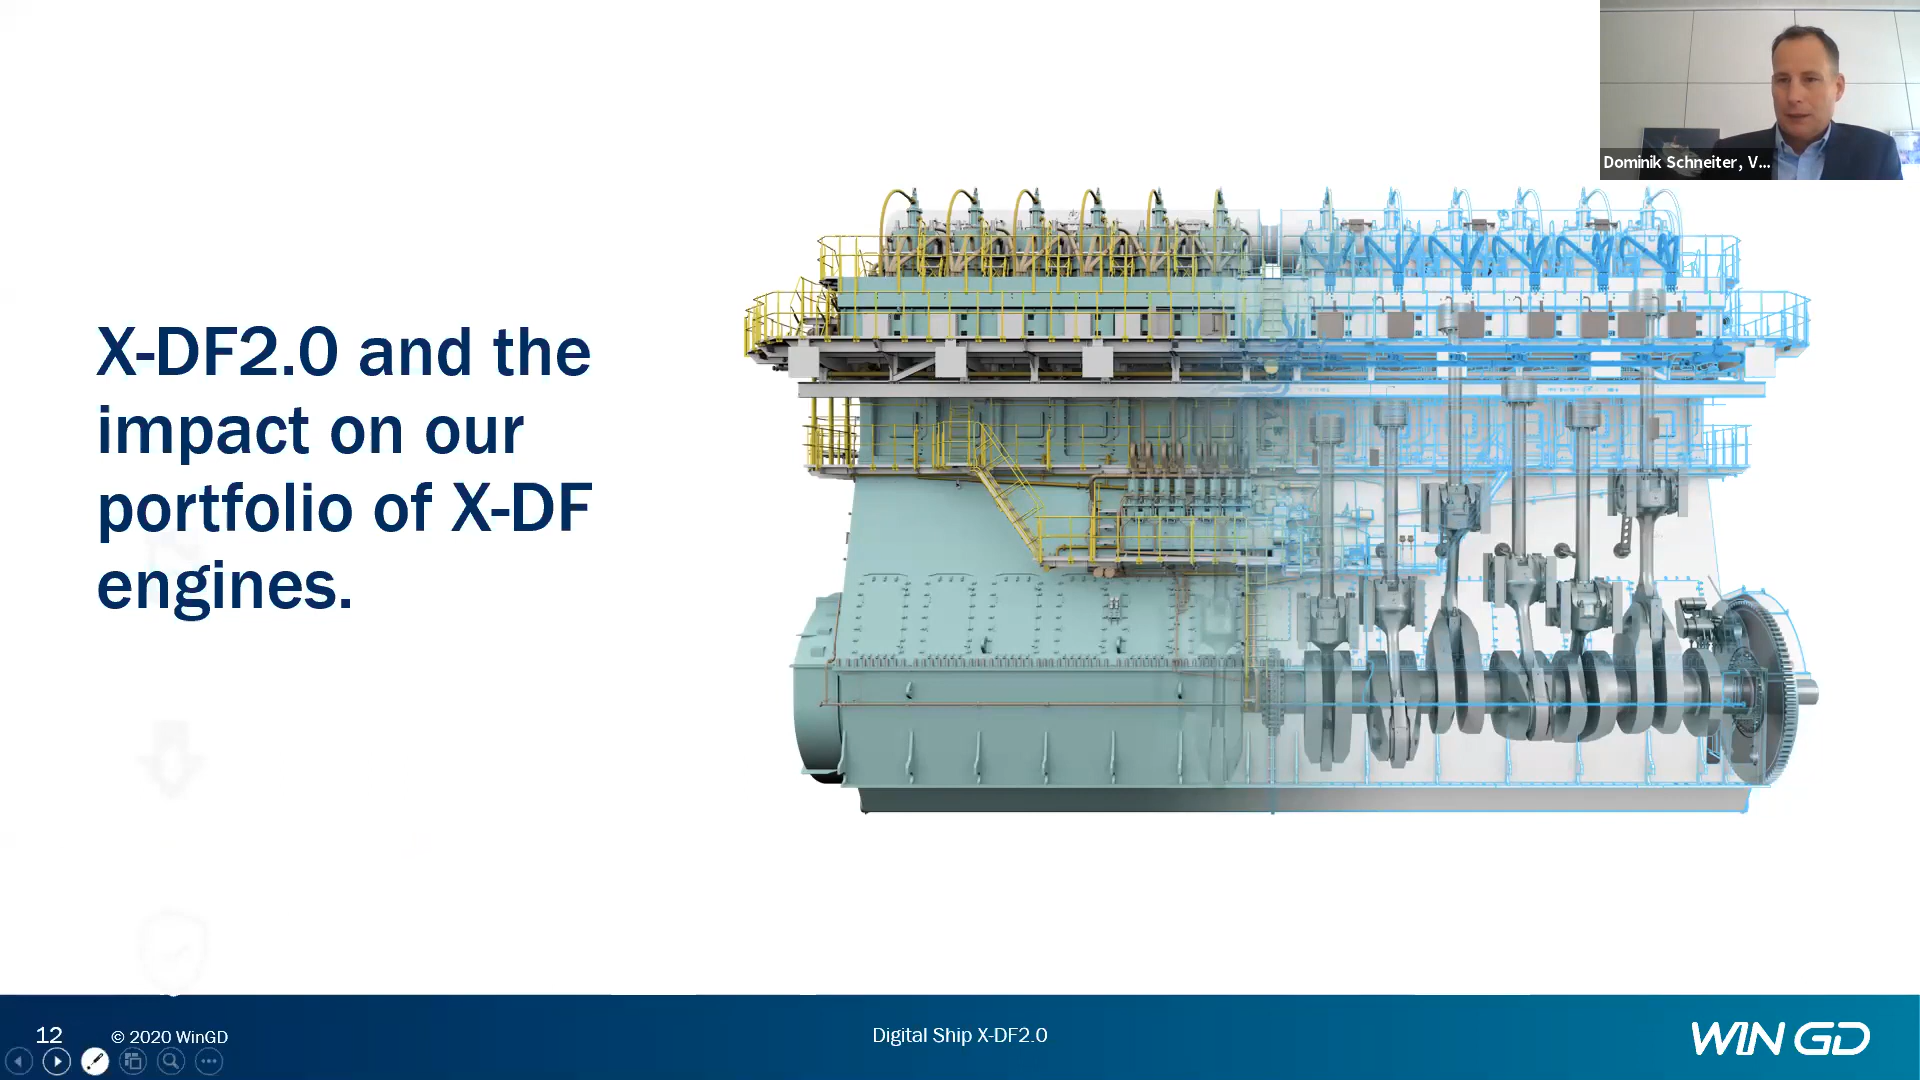 Dominik Schneiter, V...
X-DF2.0 and the
impact on our
portfolio of X-DF
engines.
12
© 2020 WinGD
Digital Ship X-DF2.0
WIN GD